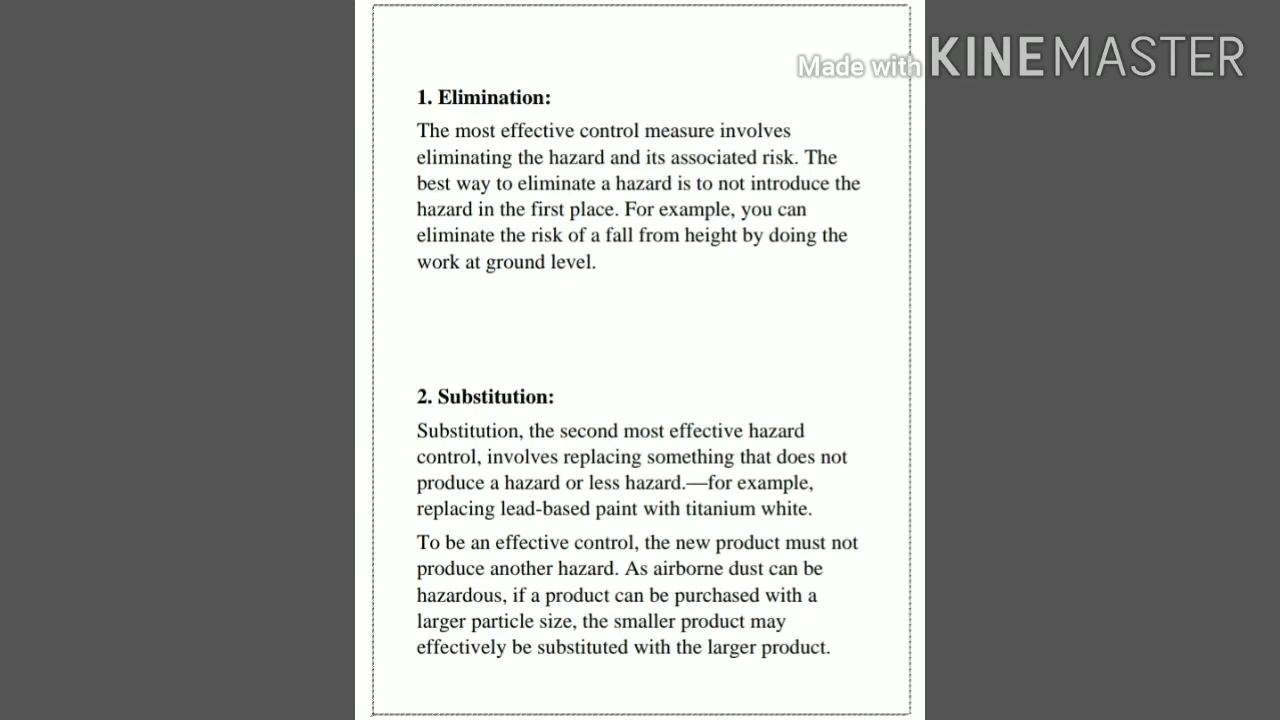 Made with KINEMASTER
1. Elimination:
The most effective control measure involves
eliminating the hazard and its associated risk. The
best way to eliminate a hazard is to not introduce the
hazard in the first place. For example, you can
eliminate the risk of a fall from height by doing the
work at ground level.
2. Substitution:
Substitution, the second most effective hazard
control, involves replacing something that does not
produce a hazard or less hazard.—for example,
replacing lead-based paint with titanium white.
To be an effective control, the new product must not
produce another hazard. As airborne dust can be
hazardous, if a product can be purchased with a
larger particle size, the smaller product may
effectively be substituted with the larger product.